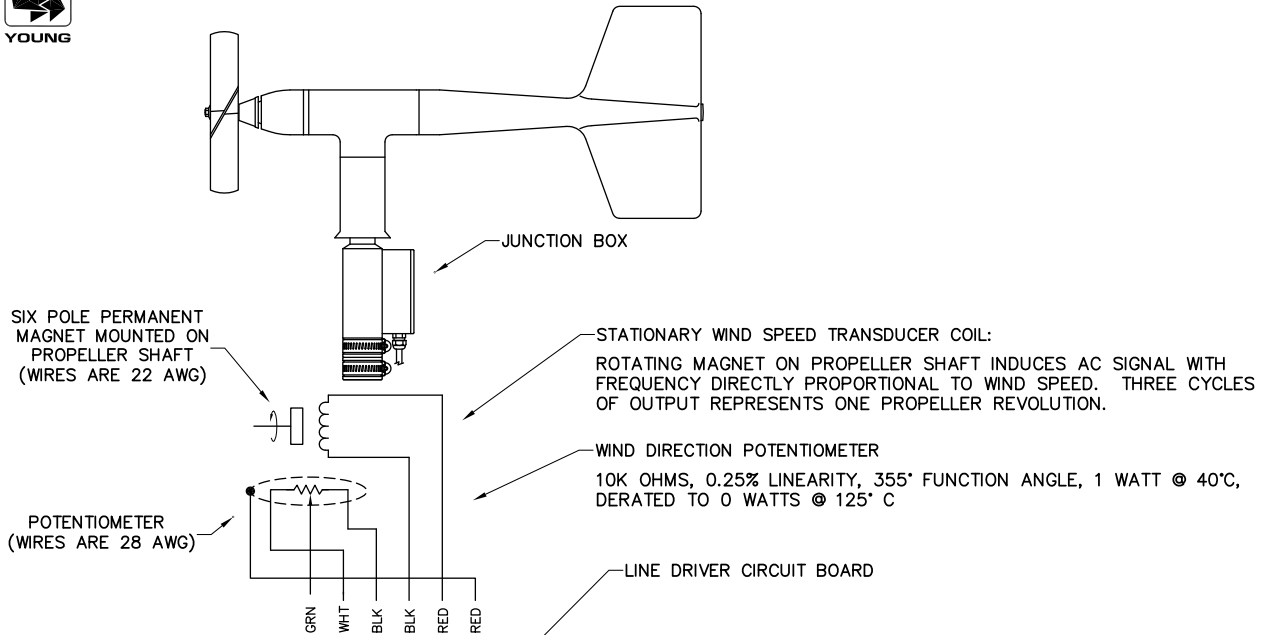 YOUNG
JUNCTION BOX
SIX POLE PERMANENT
MAGNET MOUNTED ON
PROPELLER SHAFT
(WIRES ARE 22 AWG)
STATIONARY WIND SPEED TRANSDUCER COIL:
ROTATING MAGNET ON PROPELLER SHAFT INDUCES AC SIGNAL WITH
FREQUENCY DIRECTLY PROPORTIONAL TO WIND SPEED. THREE CYCLES
OF OUTPUT REPRESENTS ONE PROPELLER REVOLUTION.
WIND DIRECTION POTENTIOMETER
10K OHMS, 0.25% LINEARITY, 355° FUNCTION ANGLE, 1 WATT @ 40°C,
DERATED TO 0 WATTS @ 125° C
POTENTIOMETER
(WIRES ARE 28 AWG)
LINE DRIVER CIRCUIT BOARD
GRN
WHT
BLK
BLK
RED
RED